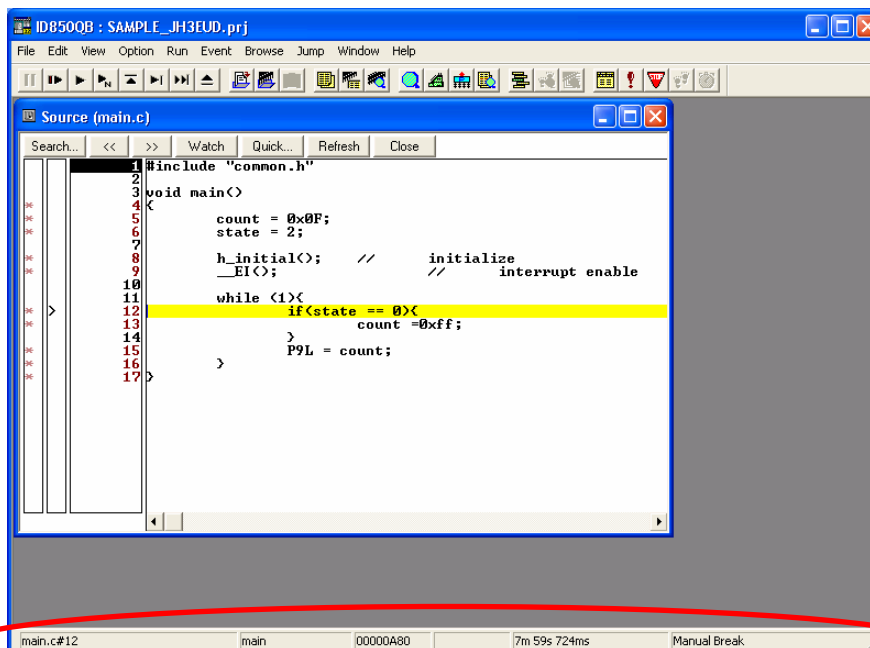 ID850QB : SAMPLE_JH3EUD.prj
File Edit View Option Run Event Browse Jump Window Help
Source (main.c)
Search... << >> Watch Quick... Refresh Close
1 #include "common.h"
2
3 void main()
* 4 {
* 5 count = 0x0F;
* 6 state = 2;
7
* 8 h_initial(); // initialize
* 9 __EI(); // interrupt enable
10
11 while (1){
* > 12 if(state == 0){
* 13 count =0xff;
14 }
* 15 P9L = count;
* 16 }
* 17 }
main.c#12 main 00000A80 7m 59s 724ms Manual Break